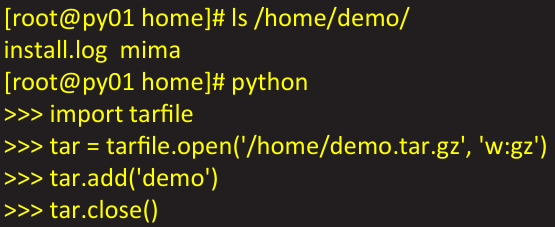 [root@py01 home]# ls /home/demo/
install.log  mima
[root@py01 home]# python
>>> import tarfile
>>> tar = tarfile.open('/home/demo.tar.gz', 'w:gz')
>>> tar.add('demo')
>>> tar.close()